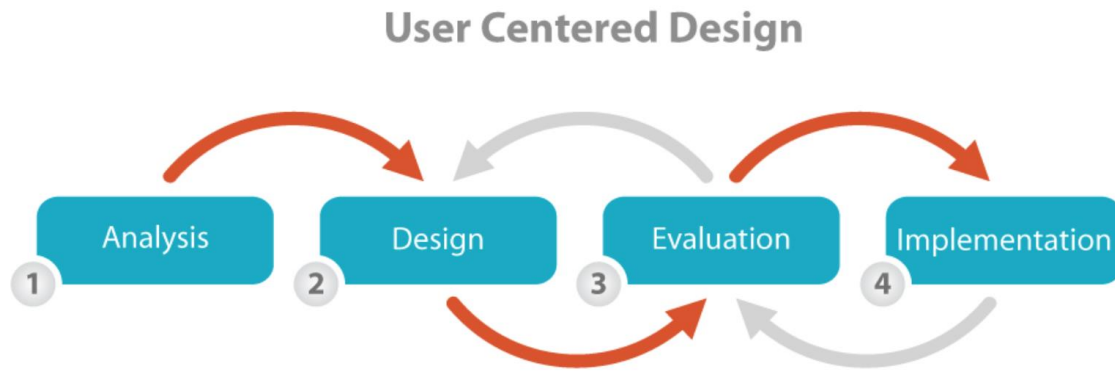 User Centered Design
Analysis
Design
Evaluation
Implementation
1
2
3
4